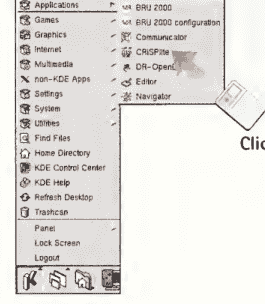 Applications
Games
Graphics
Internet
Multimedia
non-KDE Apps
Settings
System
Utilities
Find Files
Home Directory
KDE Control Center
KDE Help
Refresh Desktop
Trashcan
Panel
Lock Screen
Logout
BRU 2000
BRU 2000 configuration
Communicator
CRiSPlite
Editor
Navigator